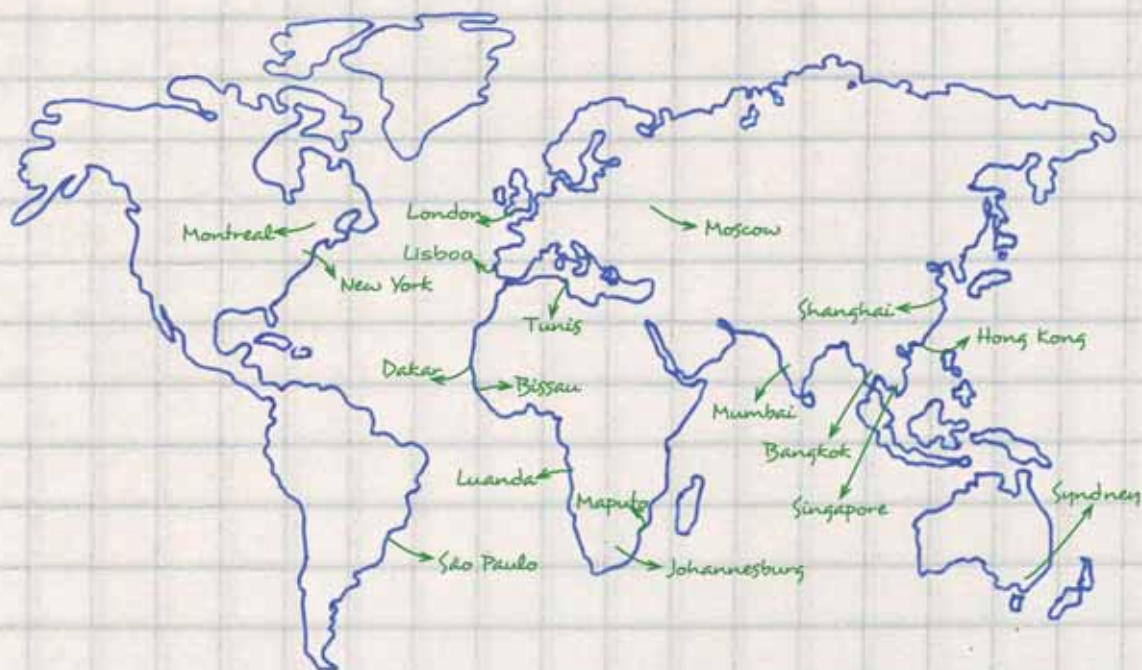 London
Montreal
Moscow
Lisboa
New York
Shanghai
Tunis
Hong Kong
Dakar
Bissau
Mumbai
Bangkok
Luanda
Maputo
Singapore
Syndney
São Paulo
Johannesburg